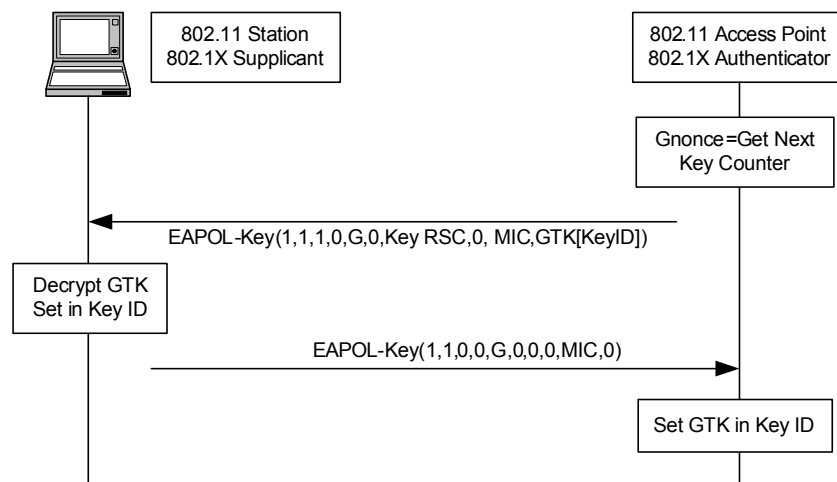 802.11 Station
802.1X Supplicant
802.11 Access Point
802.1X Authenticator
Gnonce=Get Next
Key Counter
EAPOL-Key(1,1,1,0,G,0,Key RSC,0, MIC,GTK[KeyID])
Decrypt GTK
Set in Key ID
EAPOL-Key(1,1,0,0,G,0,0,0,MIC,0)
Set GTK in Key ID